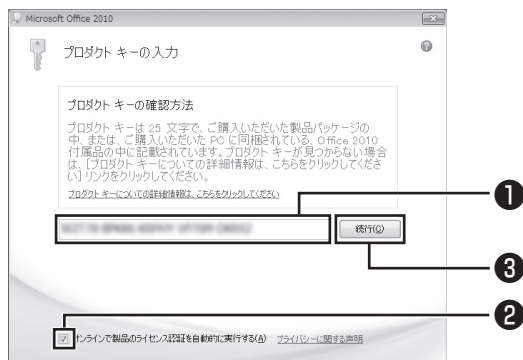 Microsoft Office 2010
プロダクト キーの入力
プロダクト キーの確認方法
プロダクト キーは 25 文字で、ご購入いただいた製品パッケージの
中、または、ご購入いただいた PC に同梱されている、Office 2010
付属品の中に記載されています。プロダクト キーが見つからない場合
は、[プロダクト キーについての詳細情報は、こちらをクリックしてくださ
い] リンクをクリックしてください。
プロダクト キーについての詳細情報は、こちらをクリックしてください
❶
続行(C)
❸
❷
オンラインで製品のライセンス認証を自動的に実行する(A) プライバシーに関する声明